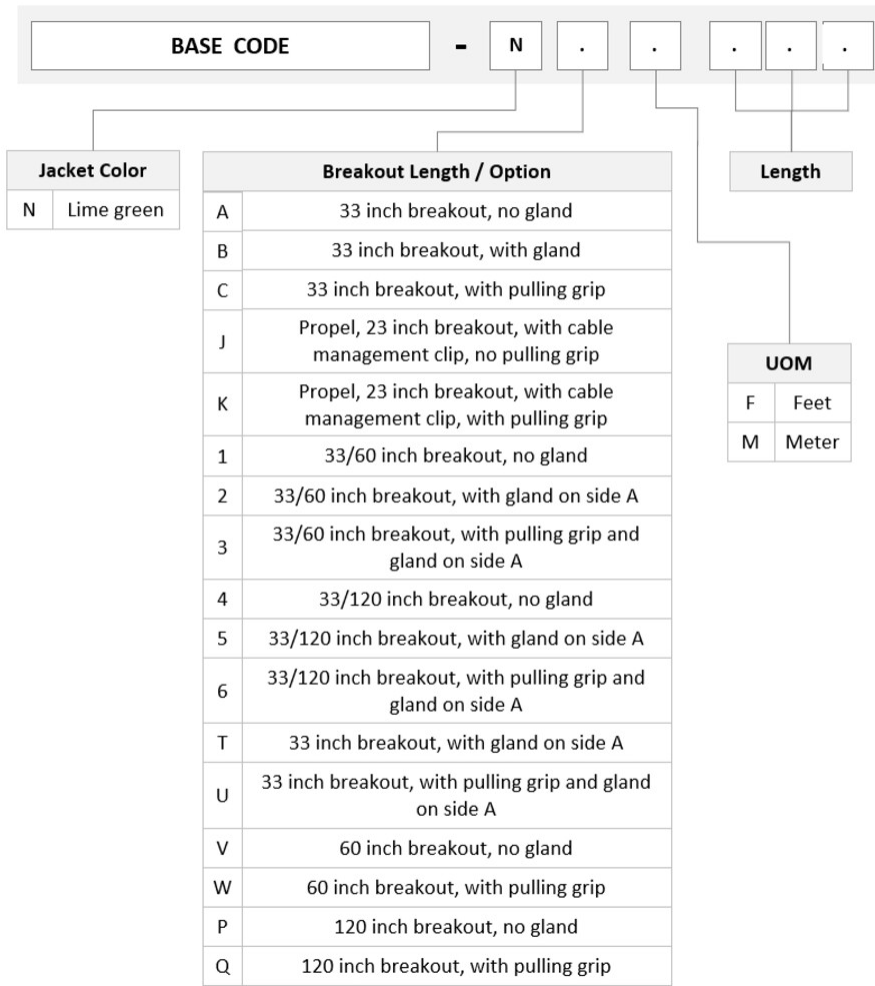 BASE CODE - N . . . . .
Jacket Color
N Lime green
Breakout Length / Option
A 33 inch breakout, no gland
B 33 inch breakout, with gland
C 33 inch breakout, with pulling grip
J Propel, 23 inch breakout, with cable
management clip, no pulling grip
K Propel, 23 inch breakout, with cable
management clip, with pulling grip
1 33/60 inch breakout, no gland
2 33/60 inch breakout, with gland on side A
3 33/60 inch breakout, with pulling grip and
gland on side A
4 33/120 inch breakout, no gland
5 33/120 inch breakout, with gland on side A
6 33/120 inch breakout, with pulling grip and
gland on side A
T 33 inch breakout, with gland on side A
U 33 inch breakout, with pulling grip and gland
on side A
V 60 inch breakout, no gland
W 60 inch breakout, with pulling grip
P 120 inch breakout, no gland
Q 120 inch breakout, with pulling grip
Length
UOM
F Feet
M Meter